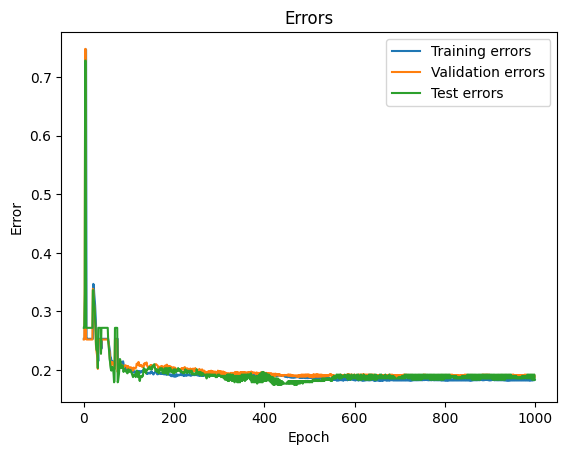 Errors
Training errors
Validation errors
Test errors
0.7
0.6
0.5
0.4
0.3
0.2
Error
0 200 400 600 800 1000
Epoch